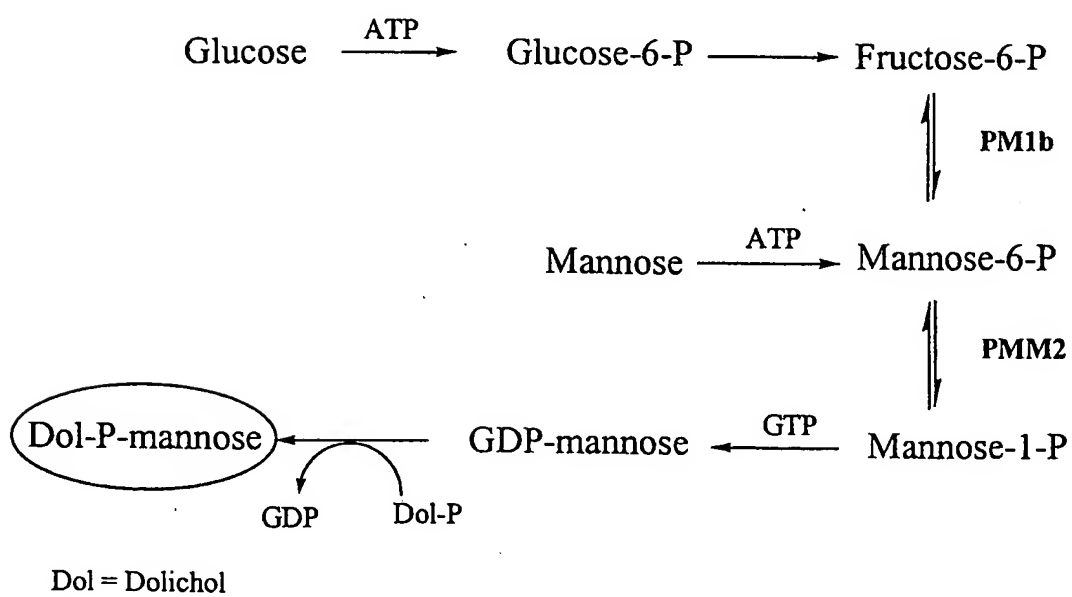 Glucose ATP Glucose-6-P Fructose-6-P
PM1b
Mannose ATP Mannose-6-P
PMM2
Dol-P-mannose GDP-mannose GTP Mannose-1-P
GDP Dol-P
Dol = Dolichol